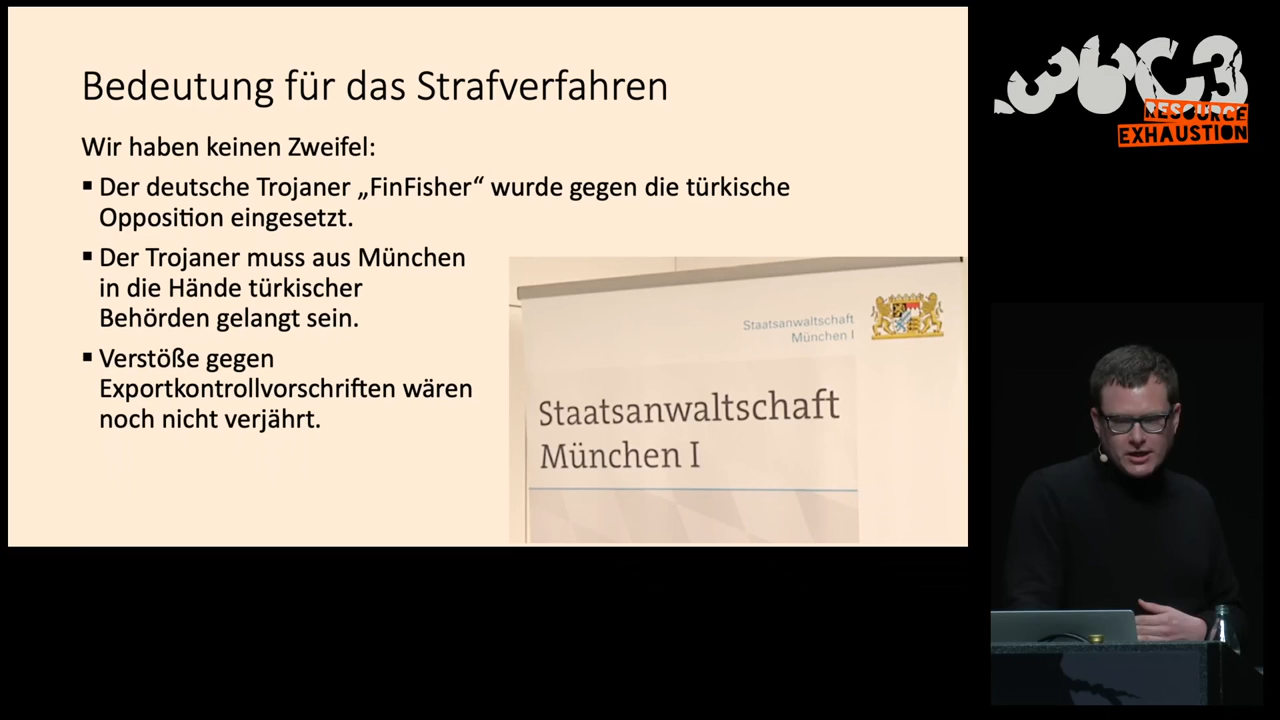 Bedeutung für das Strafverfahren
Wir haben keinen Zweifel:
▪ Der deutsche Trojaner „FinFisher“ wurde gegen die türkische
Opposition eingesetzt.
▪ Der Trojaner muss aus München
in die Hände türkischer
Behörden gelangt sein.
▪ Verstöße gegen
Exportkontrollvorschriften wären
noch nicht verjährt.
Staatsanwaltschaft
München I
Staatsanwaltschaft
München I
36C3
RESOURCE
EXHAUSTION